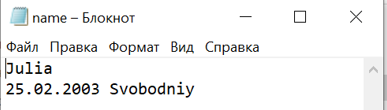 name – Блокнот
Файл Правка Формат Вид Справка
Julia
25.02.2003 Svobodniy